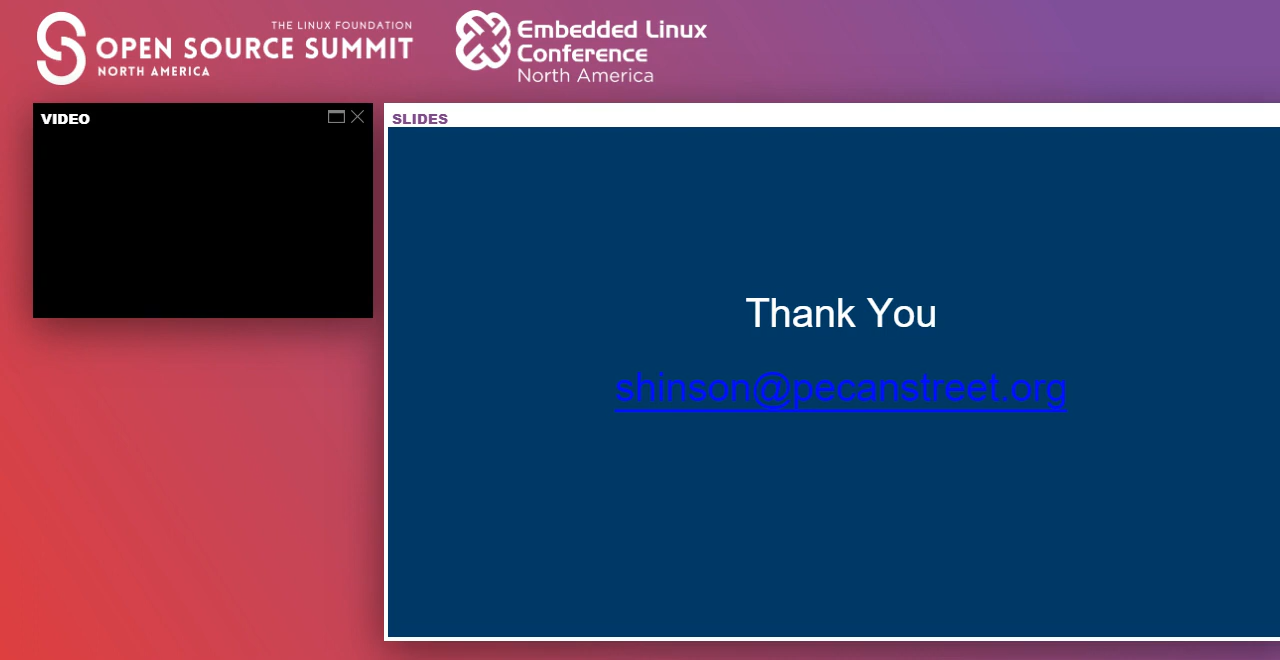 THE LINUX FOUNDATION
OPEN SOURCE SUMMIT
NORTH AMERICA
Embedded Linux
Conference
North America
VIDEO
SLIDES
Thank You
shinson@pecanstreet.org